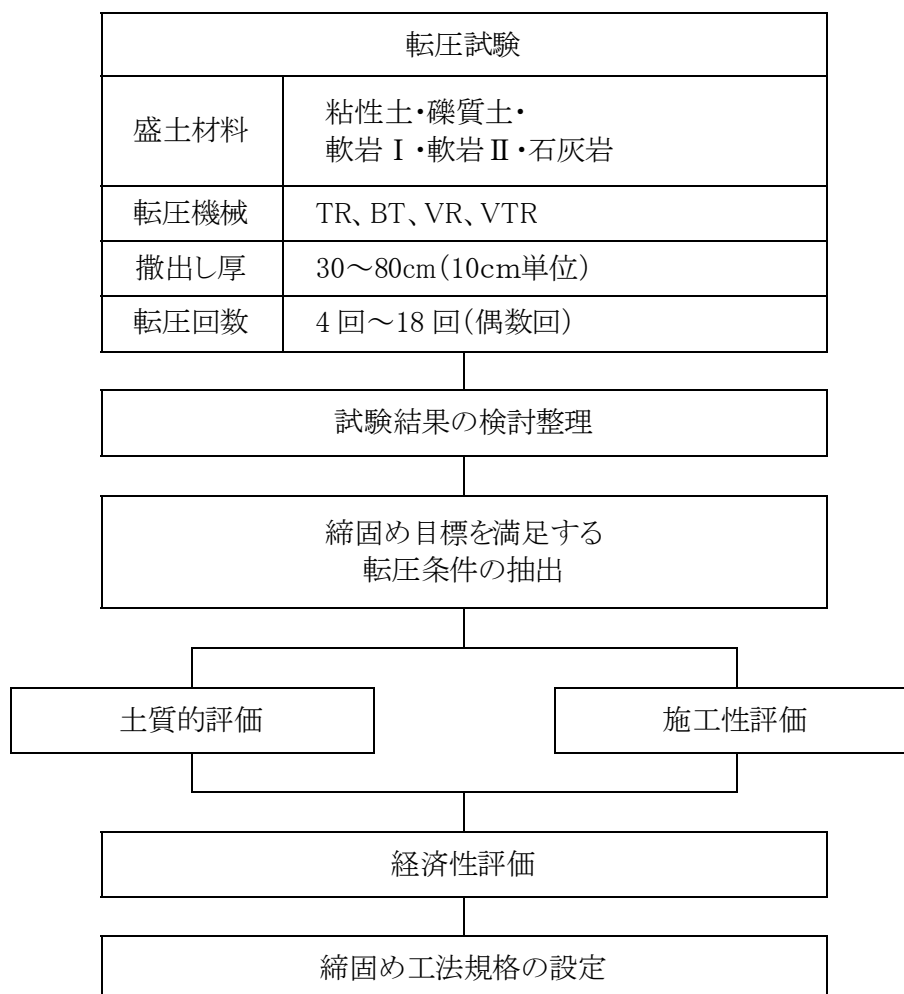 転圧試験
盛土材料
粘性土・礫質土・
軟岩Ⅰ・軟岩Ⅱ・石灰岩
転圧機械
TR、BT、VR、VTR
撒出し厚
30～80cm(10cm単位)
転圧回数
4回～18回(偶数回)
試験結果の検討整理
締固め目標を満足する
転圧条件の抽出
土質的評価
施工性評価
経済性評価
締固め工法規格の設定